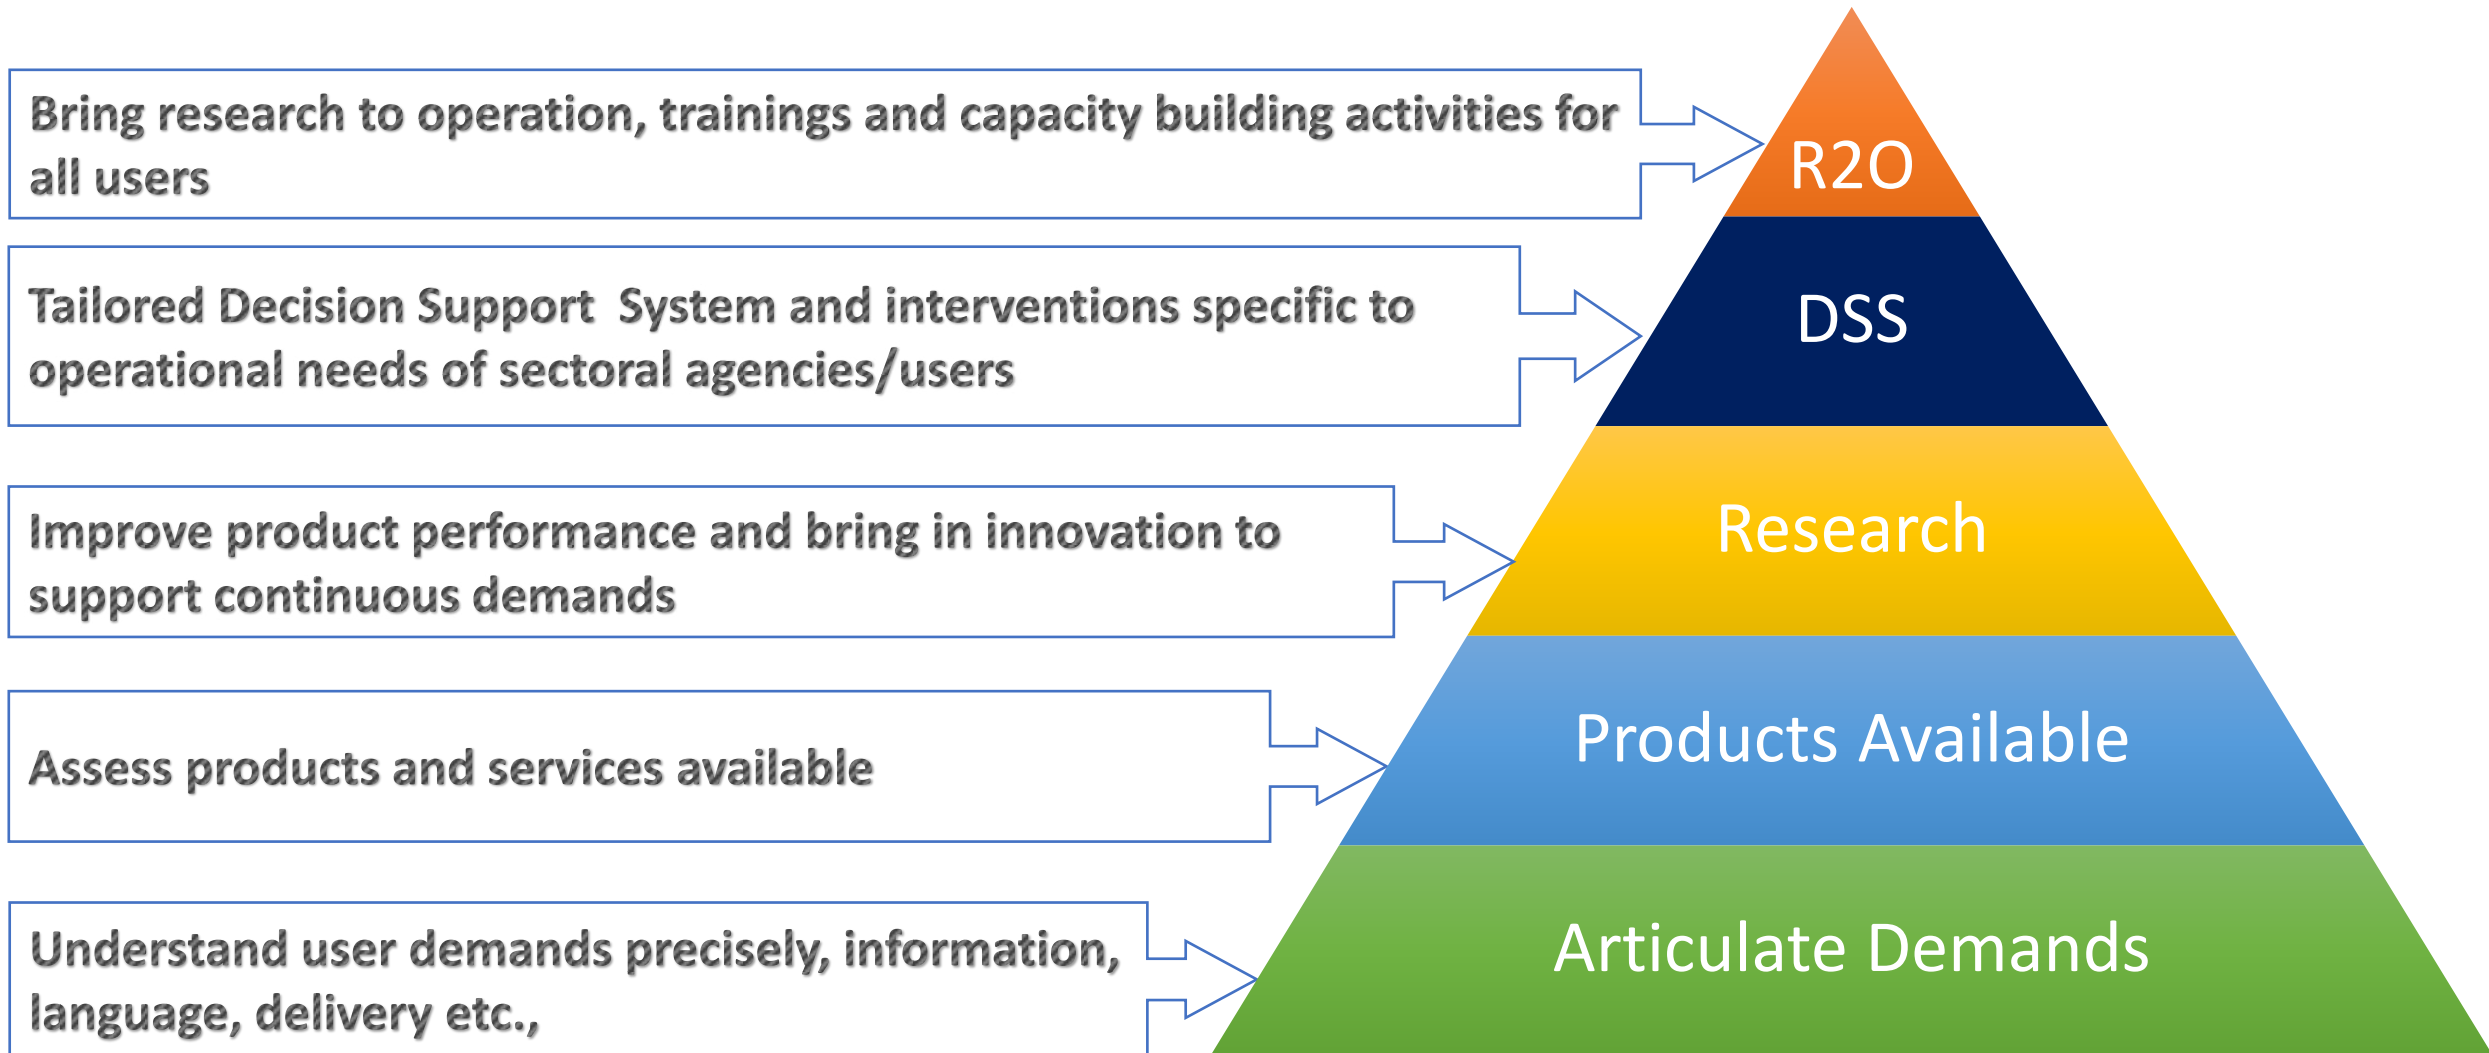 Bring research to operation, trainings and capacity building activities for
all users
R2O
Tailored Decision Support  System and interventions specific to
operational needs of sectoral agencies/users
DSS
Improve product performance and bring in innovation to
support continuous demands
Research
Assess products and services available
Products Available
Understand user demands precisely, information,
language, delivery etc.,
Articulate Demands